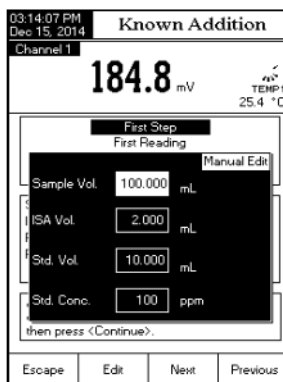 03:14:07 PM
Dec 15, 2014
Known Addition
Channel 1
184.8 mV
TEMP1
25.4 °C
First Step
First Reading
Manual Edit
Sample Vol. 100.000 mL
ISA Vol. 2.000 mL
Std. Vol. 10.000 mL
Std. Conc. 100 ppm
then press <Continue>.
Escape Edit Next Previous